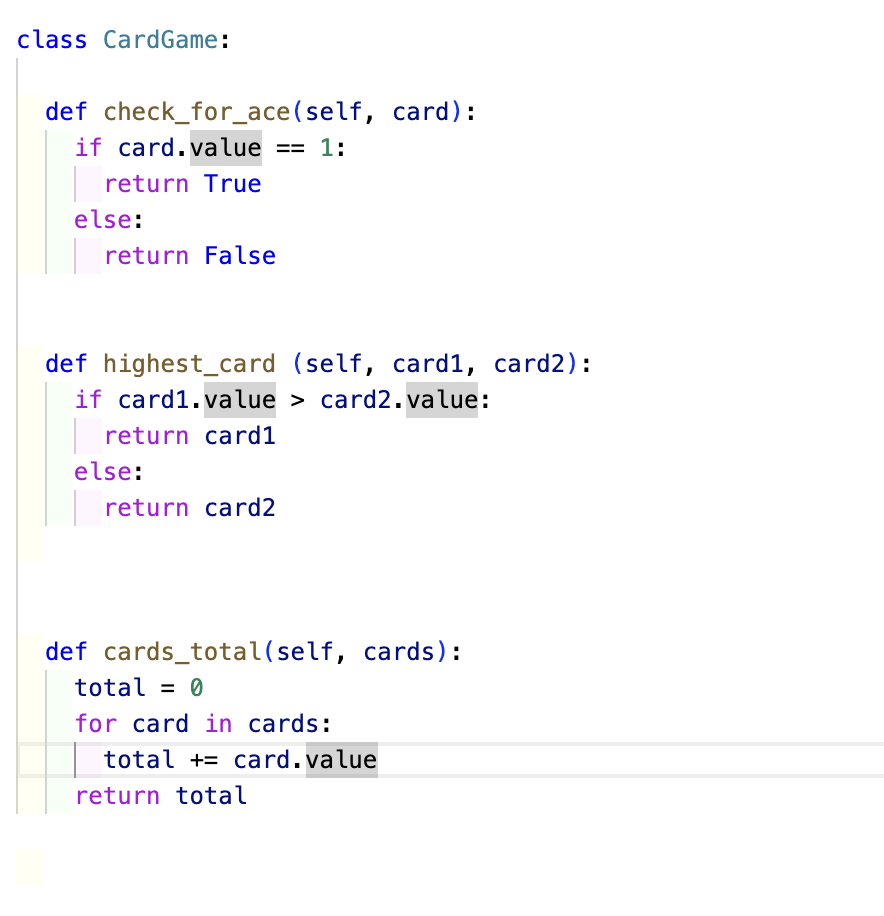 class CardGame:
  def check_for_ace(self, card):
    if card.value == 1:
      return True
    else:
      return False
  def highest_card (self, card1, card2):
    if card1.value > card2.value:
      return card1
    else:
      return card2
  def cards_total(self, cards):
    total = 0
    for card in cards:
      total += card.value
    return total